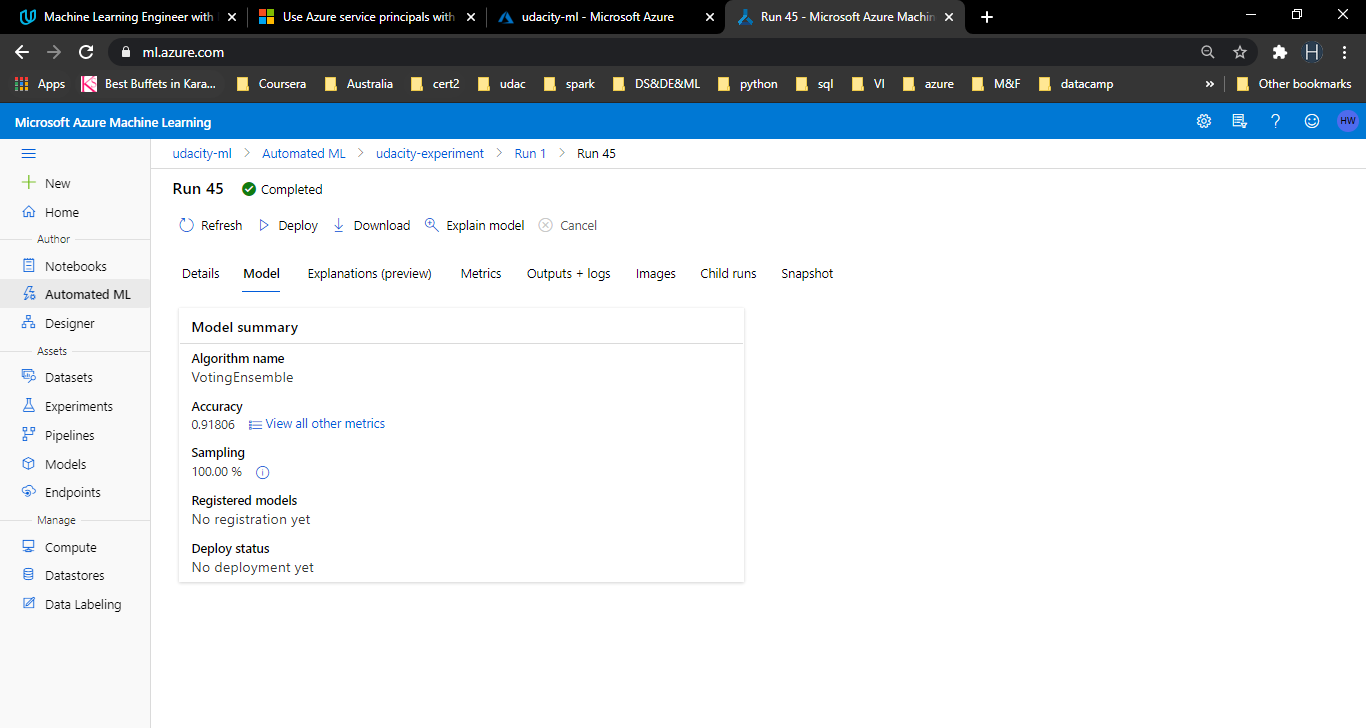 Machine Learning Engineer with
Use Azure service principals with
udacity-ml - Microsoft Azure
Run 45 - Microsoft Azure Machin
ml.azure.com
H
Apps
Best Buffets in Kara...
Coursera
Australia
cert2
udac
spark
DS&DE&ML
python
sql
VI
azure
M&F
datacamp
»
Other bookmarks
Microsoft Azure Machine Learning
HW
udacity-ml > Automated ML > udacity-experiment > Run 1 > Run 45
New
Home
Author
Notebooks
Automated ML
Designer
Assets
Datasets
Experiments
Pipelines
Models
Endpoints
Manage
Compute
Datastores
Data Labeling
Run 45 Completed
Refresh Deploy Download Explain model Cancel
Details Model Explanations (preview) Metrics Outputs + logs Images Child runs Snapshot
Model summary
Algorithm name
VotingEnsemble
Accuracy
0.91806 View all other metrics
Sampling
100.00 %
Registered models
No registration yet
Deploy status
No deployment yet